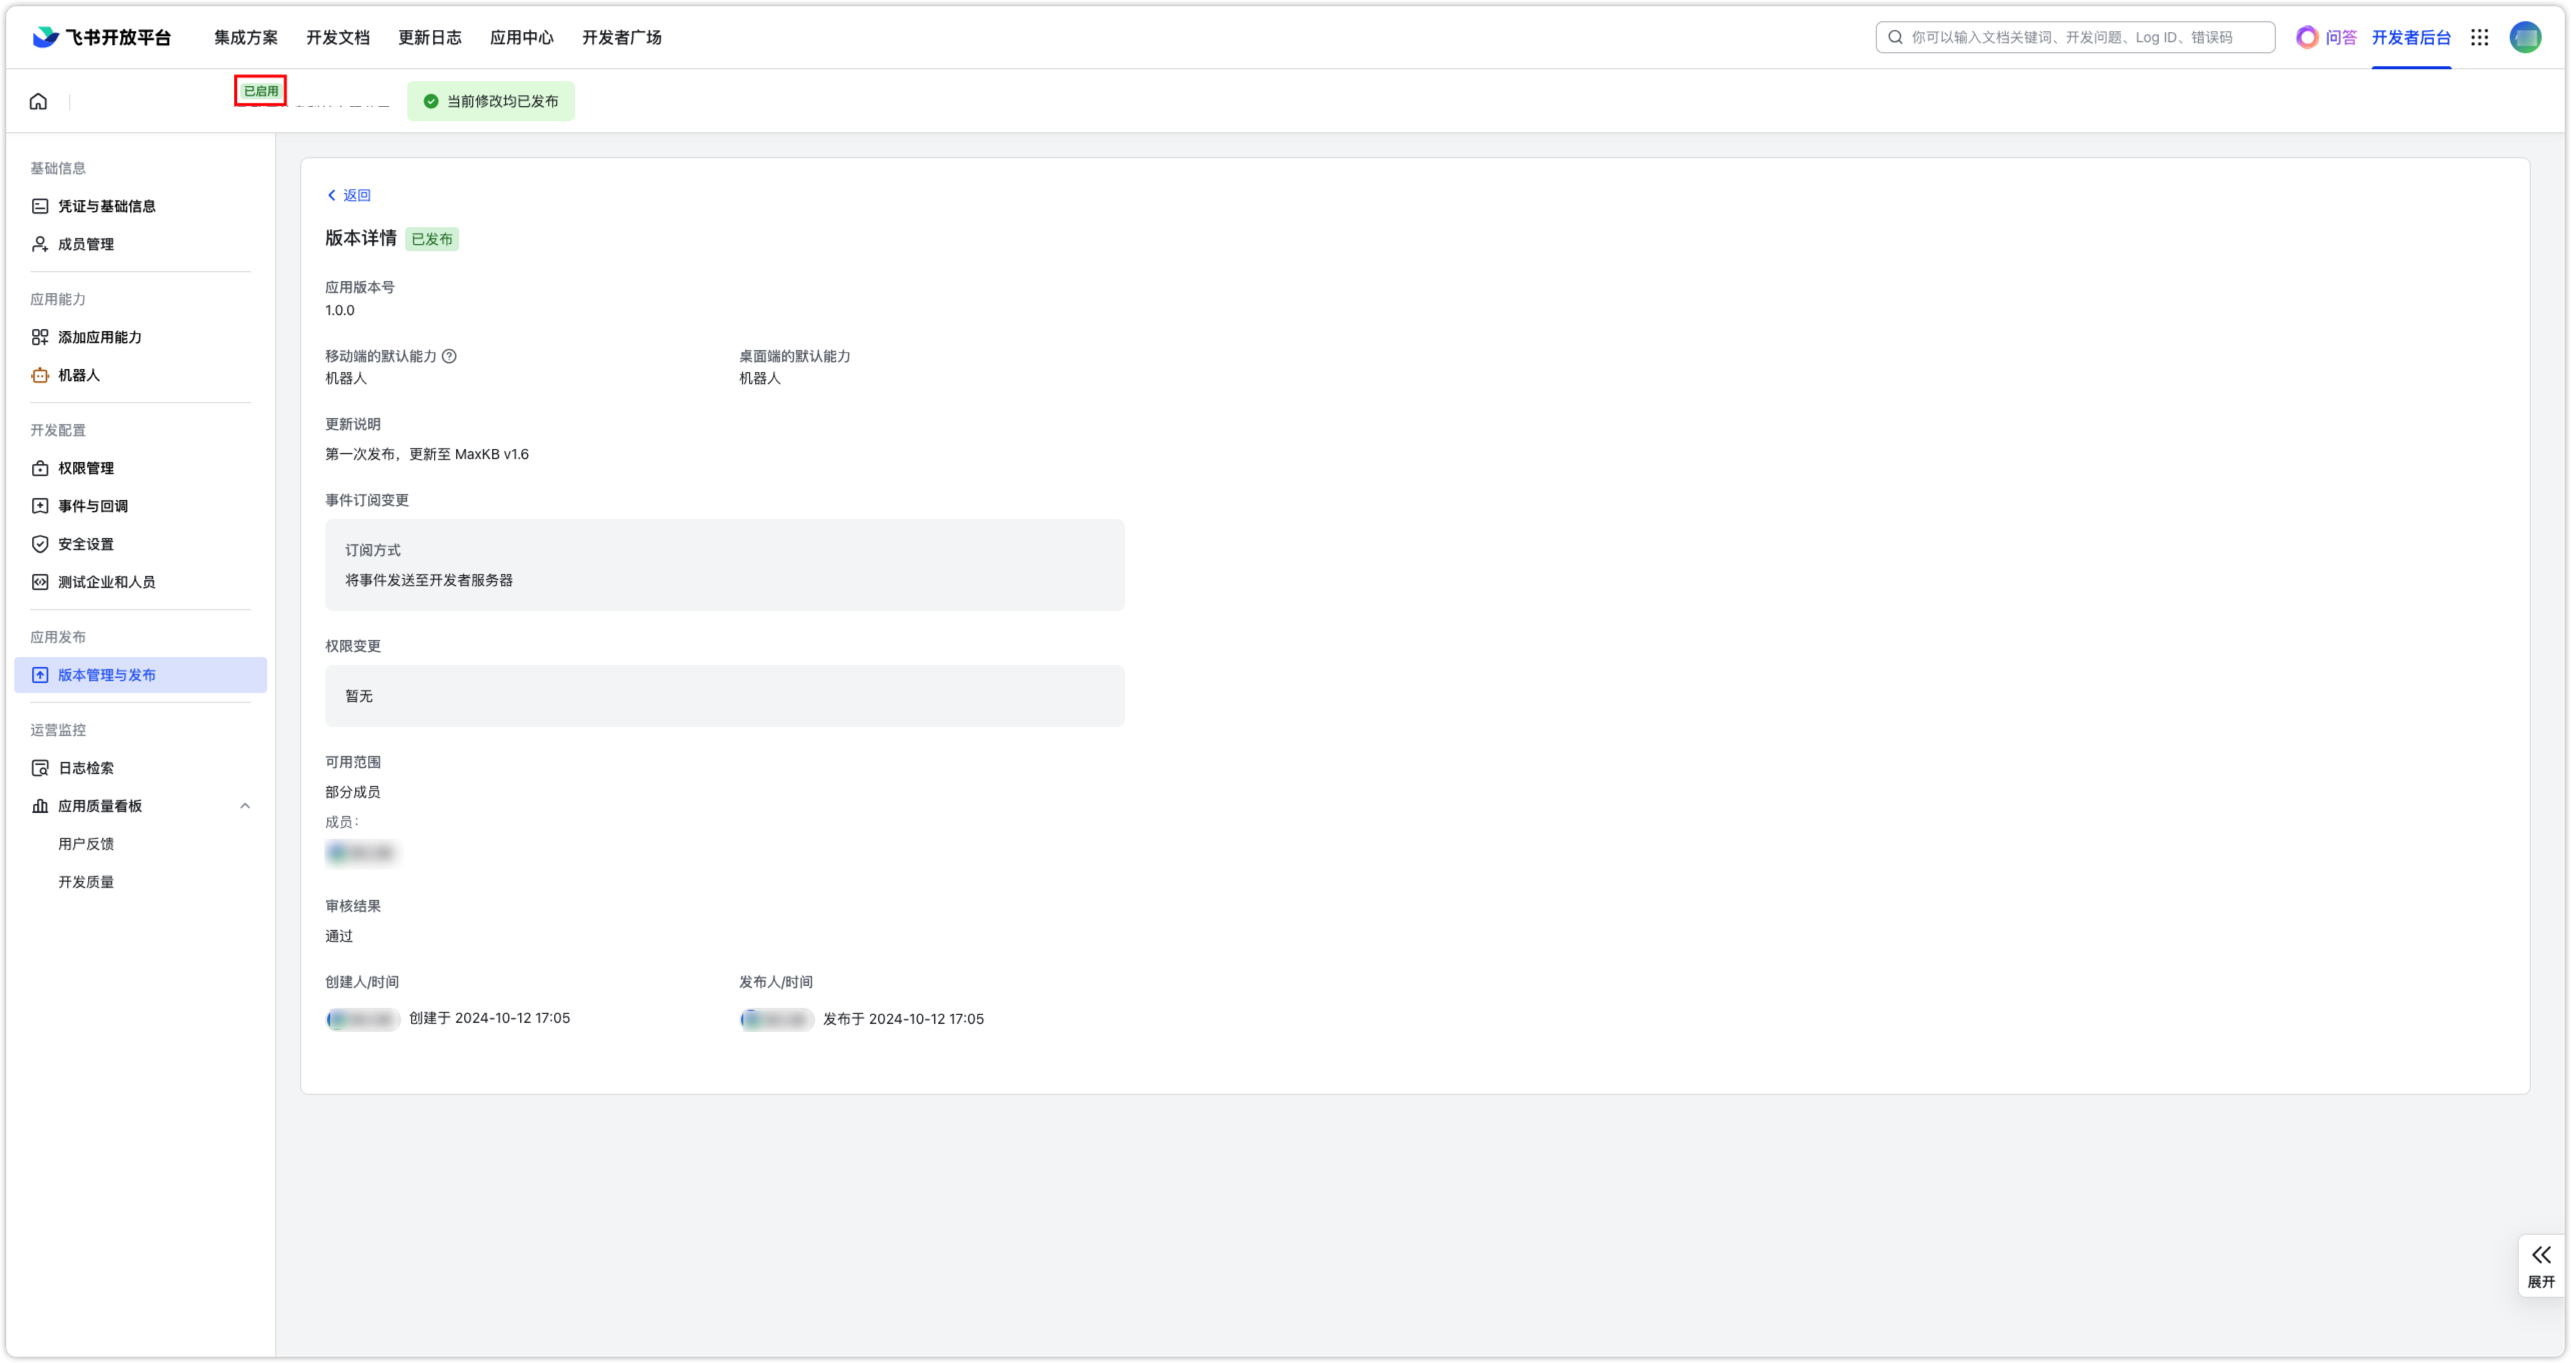 飞书开放平台 集成方案 开发文档 更新日志 应用中心 开发者广场 你可以输入文档关键词、开发问题、Log ID、错误码 问答 开发者后台
已启用
当前修改均已发布
基础信息
凭证与基础信息
成员管理
应用能力
添加应用能力
机器人
开发配置
权限管理
事件与回调
安全设置
测试企业和人员
应用发布
版本管理与发布
运营监控
日志检索
应用质量看板
用户反馈
开发质量
返回
版本详情 已发布
应用版本号
1.0.0
移动端的默认能力 桌面端的默认能力
机器人 机器人
更新说明
第一次发布，更新至 MaxKB v1.6
事件订阅变更
订阅方式
将事件发送至开发者服务器
权限变更
暂无
可用范围
部分成员
成员：
审核结果
通过
创建人/时间 发布人/时间
创建于 2024-10-12 17:05 发布于 2024-10-12 17:05
展开